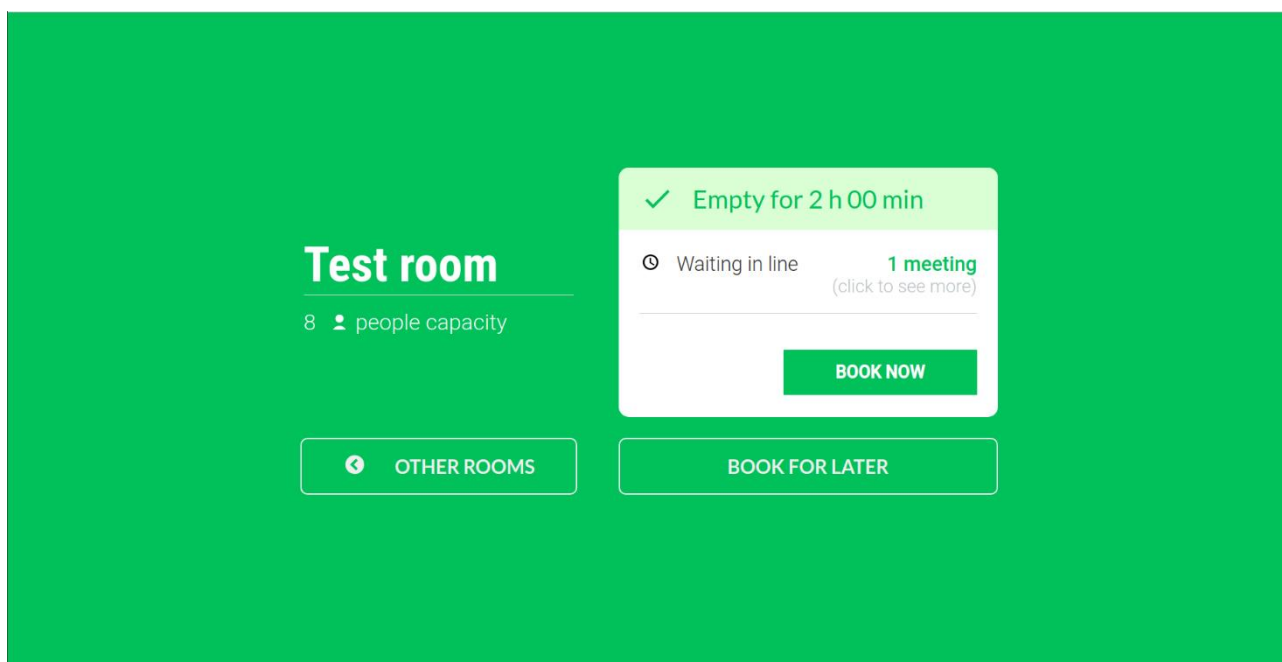 Test room
8 people capacity
Empty for 2 h 00 min
Waiting in line 1 meeting
(click to see more)
BOOK NOW
OTHER ROOMS
BOOK FOR LATER